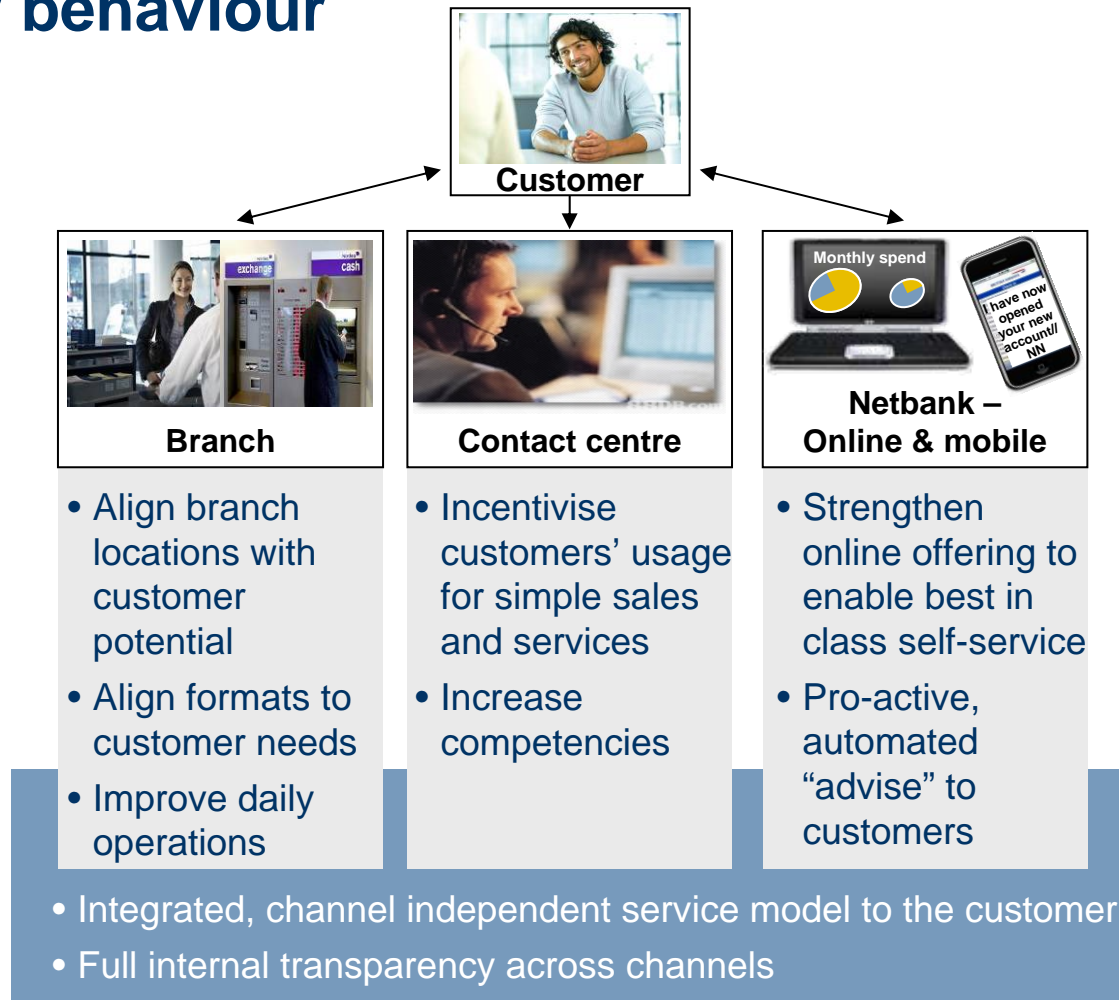 behaviour
Customer
exchange
cash
Monthly spend
I have now
opened
your new
account//
NN
Branch
Contact centre
Netbank –
Online & mobile
• Align branch
locations with
customer
potential
• Align formats to
customer needs
• Improve daily
operations
• Incentivise
customers’ usage
for simple sales
and services
• Increase
competencies
• Strengthen
online offering to
enable best in
class self-service
• Pro-active,
automated
“advise” to
customers
• Integrated, channel independent service model to the customer
• Full internal transparency across channels